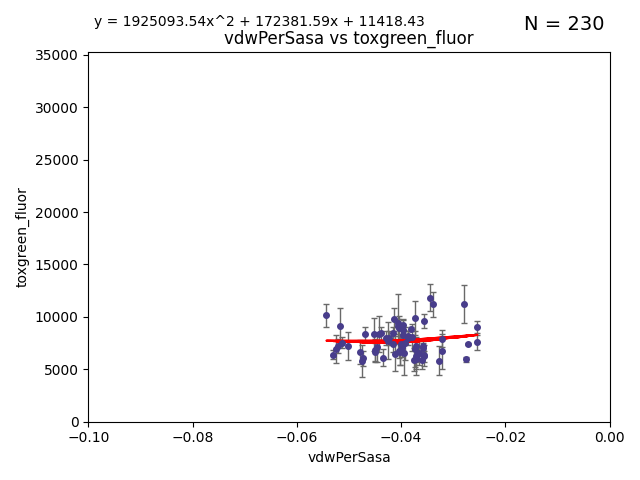 y = 1925093.54x^2 + 172381.59x + 11418.43
N = 230
vdwPerSasa vs toxgreen_fluor
35000
30000
25000
20000
15000
10000
5000
0
toxgreen_fluor
−0.10
−0.08
−0.06
−0.04
−0.02
0.00
vdwPerSasa